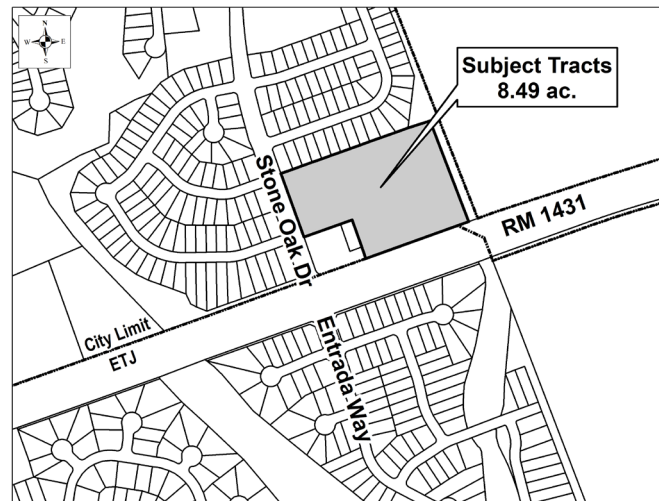 N
W E
S
Subject Tracts
8.49 ac.
Stone Oak Dr
RM 1431
City Limit
ETJ
Entrada Way